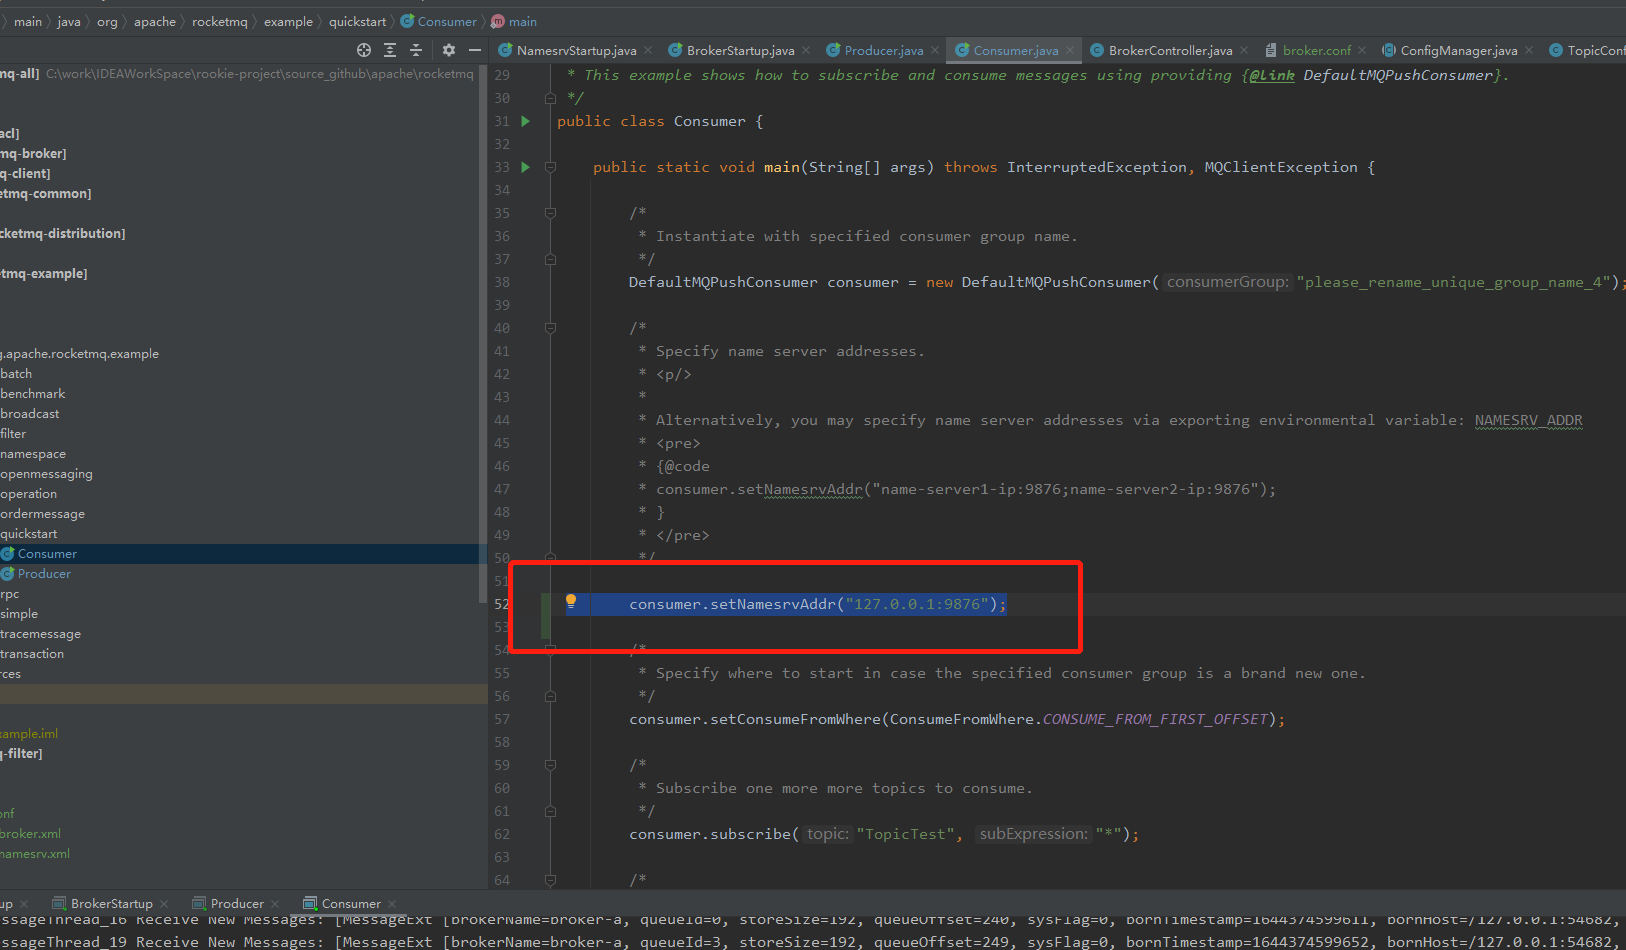 main java org apache rocketmq example quickstart Consumer main
NamesrvStartup.java BrokerStartup.java Producer.java Consumer.java BrokerController.java broker.conf ConfigManager.java TopicConf
mq-all] C:\work\IDEAWorkSpace\rookie-project\source_github\apache\rocketmq
acl]
mq-broker]
q-client]
etmq-common]
cketmq-distribution]
etmq-example]
g.apache.rocketmq.example
batch
benchmark
broadcast
filter
namespace
openmessaging
operation
ordermessage
quickstart
Consumer
Producer
rpc
simple
tracemessage
transaction
rces
ample.iml
q-filter]
onf
broker.xml
namesrv.xml
29 * This example shows how to subscribe and consume messages using providing {@link DefaultMQPushConsumer}.
30 */
31 public class Consumer {
32
33 public static void main(String[] args) throws InterruptedException, MQClientException {
34
35 /*
36 * Instantiate with specified consumer group name.
37 */
38 DefaultMQPushConsumer consumer = new DefaultMQPushConsumer( consumerGroup: "please_rename_unique_group_name_4");
39
40 /*
41 * Specify name server addresses.
42 * <p/>
43 *
44 * Alternatively, you may specify name server addresses via exporting environmental variable: NAMESRV_ADDR
45 * <pre>
46 * {@code
47 * consumer.setNamesrvAddr("name-server1-ip:9876;name-server2-ip:9876");
48 * }
49 * </pre>
50 */
51
52 consumer.setNamesrvAddr("127.0.0.1:9876");
53
54 /*
55 * Specify where to start in case the specified consumer group is a brand new one.
56 */
57 consumer.setConsumeFromWhere(ConsumeFromWhere.CONSUME_FROM_FIRST_OFFSET);
58
59 /*
60 * Subscribe one more more topics to consume.
61 */
62 consumer.subscribe( topic: "TopicTest", subExpression: "*");
63
64 /*
up BrokerStartup Producer Consumer
ssageThread_16 Receive New Messages: [MessageExt [brokerName=broker-a, queueId=0, storeSize=192, queueOffset=240, sysFlag=0, bornTimestamp=1644374599611, bornHost=/127.0.0.1:54682,
ssageThread_19 Receive New Messages: [MessageExt [brokerName=broker-a, queueId=3, storeSize=192, queueOffset=249, sysFlag=0, bornTimestamp=1644374599652, bornHost=/127.0.0.1:54682,